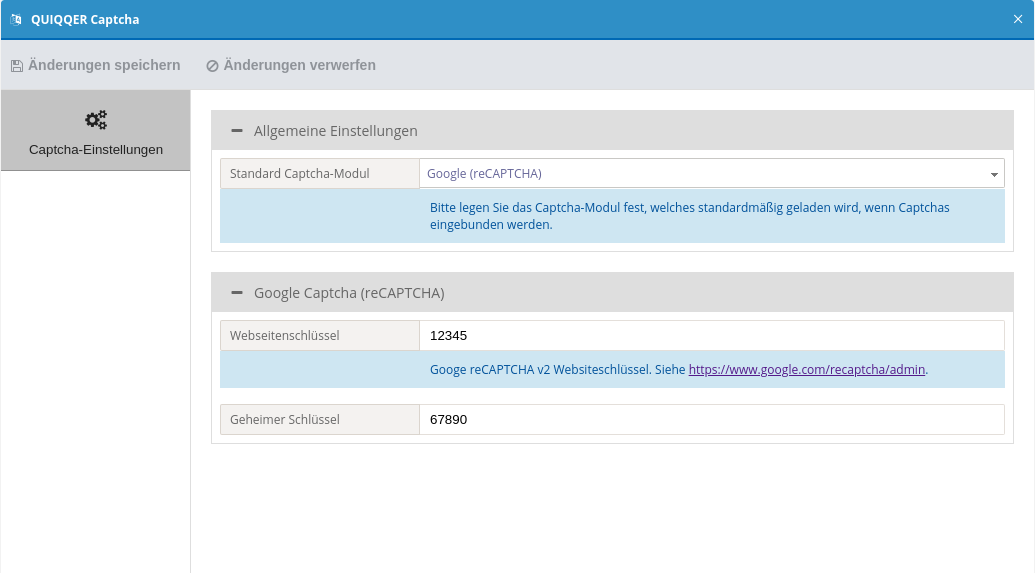 QUIQQER Captcha
Änderungen speichern Änderungen verwerfen
Captcha-Einstellungen
Allgemeine Einstellungen
Standard Captcha-Modul Google (reCAPTCHA)
Bitte legen Sie das Captcha-Modul fest, welches standardmäßig geladen wird, wenn Captchas
eingebunden werden.
Google Captcha (reCAPTCHA)
Webseitenschlüssel 12345
Googe reCAPTCHA v2 Websiteschlüssel. Siehe https://www.google.com/recaptcha/admin.
Geheimer Schlüssel 67890